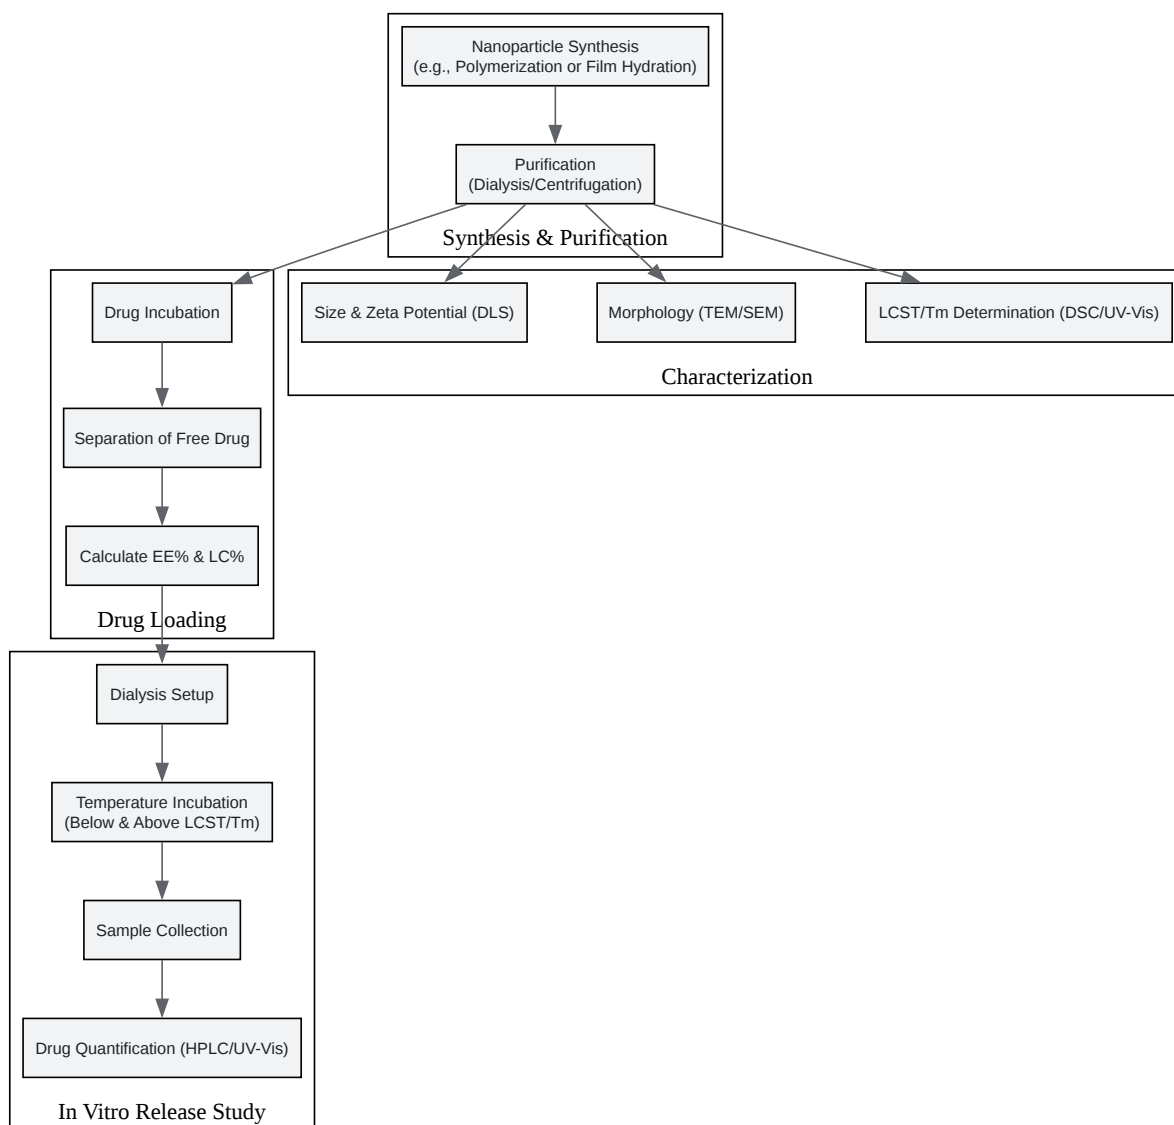 Nanoparticle Synthesis
(e.g., Polymerization or Film Hydration)
Purification
(Dialysis/Centrifugation)
Synthesis & Purification
Drug Incubation
Size & Zeta Potential (DLS)
Morphology (TEM/SEM)
LCST/Tm Determination (DSC/UV-Vis)
Characterization
Separation of Free Drug
Calculate EE% & LC%
Drug Loading
Dialysis Setup
Temperature Incubation
(Below & Above LCST/Tm)
Sample Collection
Drug Quantification (HPLC/UV-Vis)
In Vitro Release Study